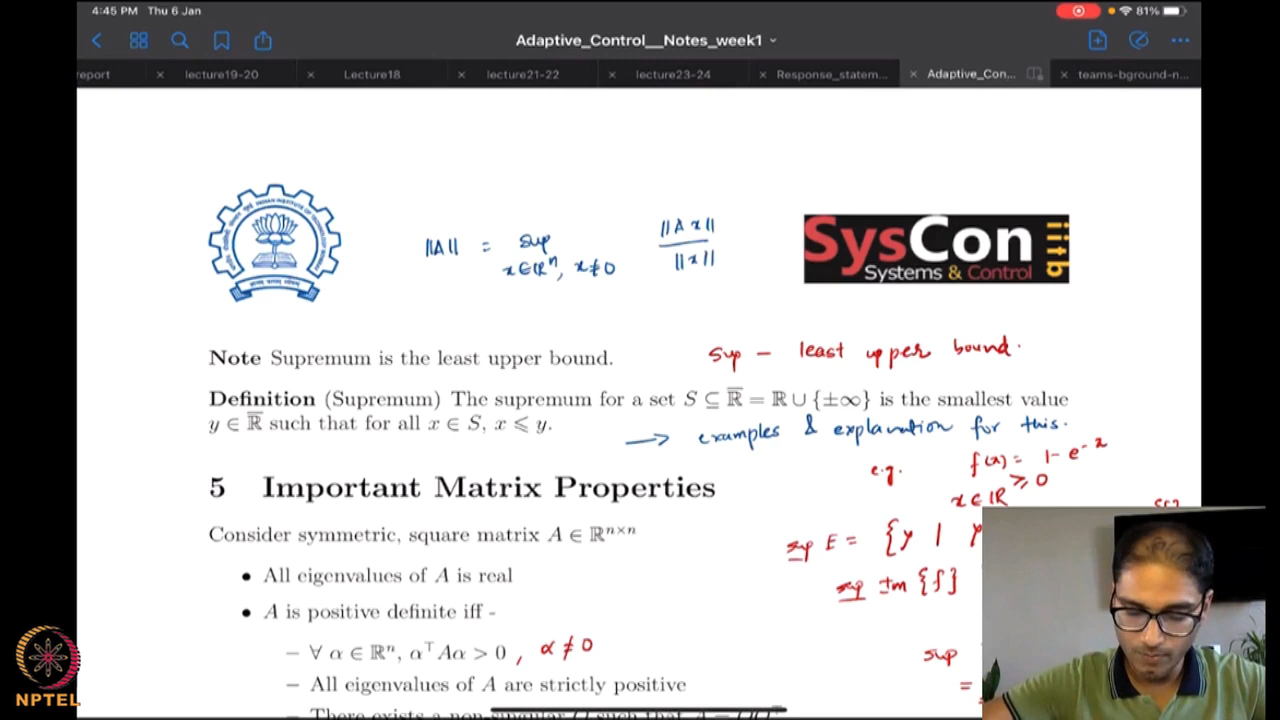 4:45 PM Thu 6 Jan
81%
Adaptive_Control__Notes_week1
eport
lecture19-20
Lecture18
lecture21-22
lecture23-24
Response_statem...
Adaptive_Con...
teams-bground-n...
||A|| = sup x∈ℝⁿ, x≠0 ||Ax|| / ||x||
SysCon iitb
Systems & Control
Note Supremum is the least upper bound.
sup – least upper bound.
Definition (Supremum) The supremum for a set S ⊆ ℝ̅ = ℝ ∪ {±∞} is the smallest value
y ∈ ℝ̅ such that for all x ∈ S, x ⩽ y.
→ examples & explanation for this.
e.g. f(x) = 1- e^{-x}
x∈ℝ ≥0
5 Important Matrix Properties
Consider symmetric, square matrix A ∈ ℝⁿˣⁿ
sup E = {y |
• All eigenvalues of A is real
sup Im {f}
• A is positive definite iff -
– ∀ α ∈ ℝⁿ, α⊤Aα > 0 , α≠0
sup
=
– All eigenvalues of A are strictly positive
NPTEL